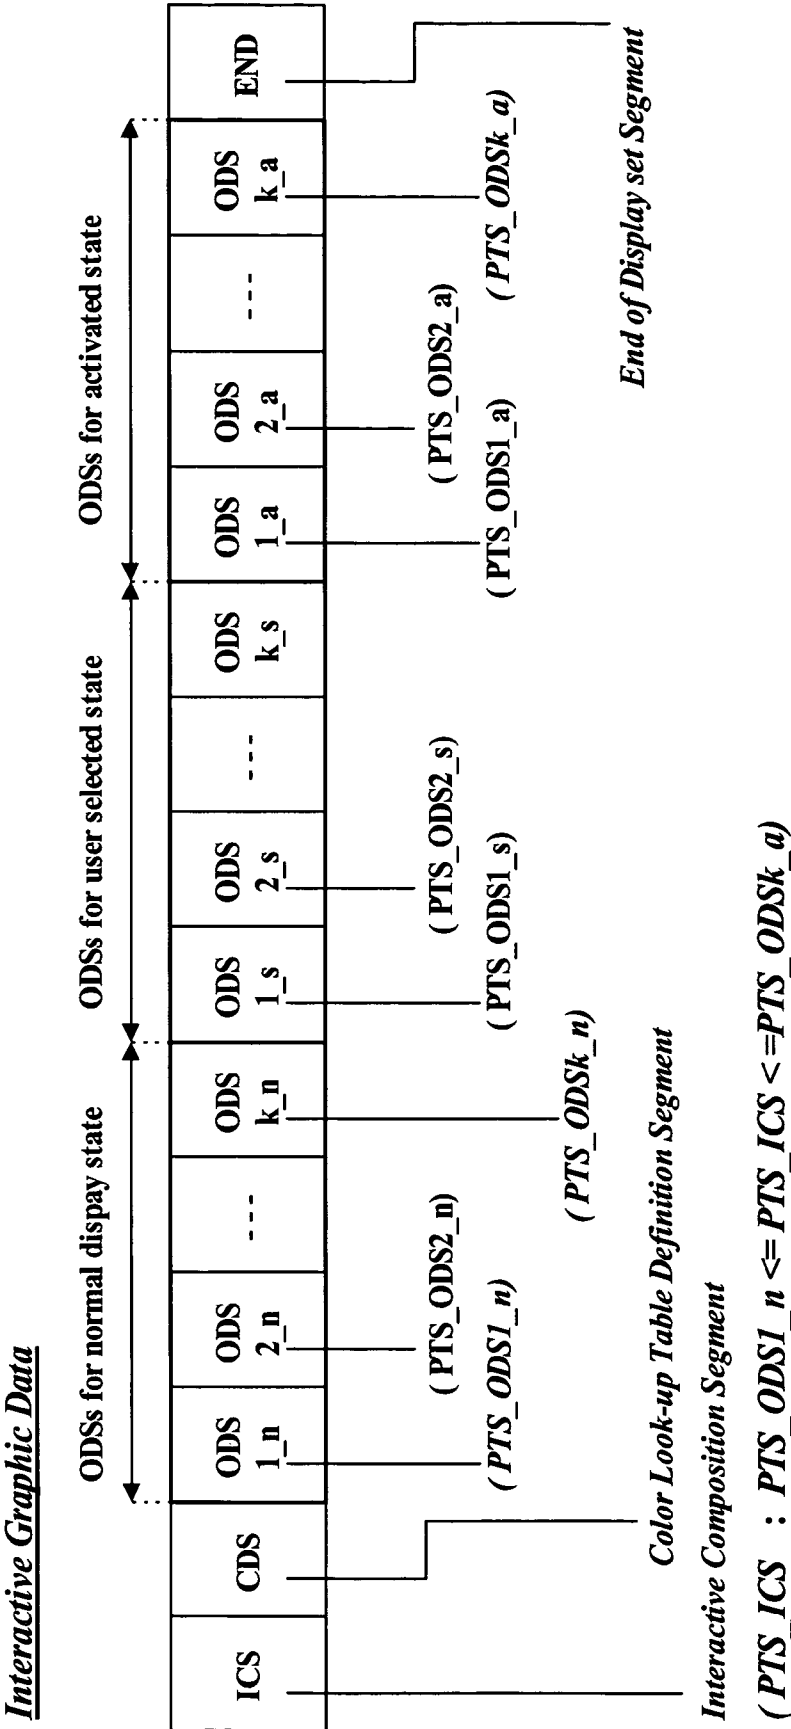 Interactive Graphic Data
ODSs for normal dispay state
ODSs for user selected state
ODSs for activated state
ICS
CDS
ODS
1_n
ODS
2_n
---
ODS
k_n
ODS
1_s
ODS
2_s
---
ODS
k_s
ODS
1_a
ODS
2_a
---
ODS
k_a
END
( PTS_ODS2_n)
( PTS_ODS2_s)
( PTS_ODS2_a)
( PTS_ODS1_n)
( PTS_ODS1_s)
( PTS_ODS1_a)
( PTS_ODSk_a)
( PTS_ODSk_n)
End of Display set Segment
Color Look-up Table Definition Segment
Interactive Composition Segment
( PTS_ICS : PTS_ODS1_n <= PTS_ICS <=PTS_ODSk_a)